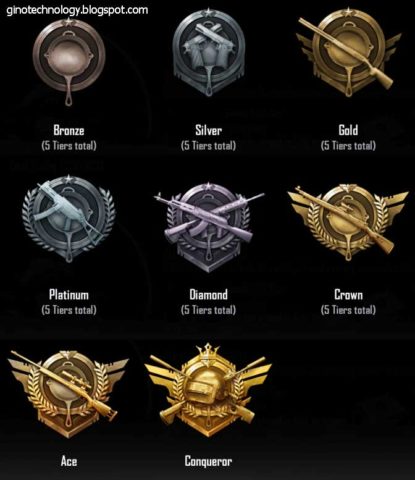 ginotechnology.blogspot.com
Bronze
(5 Tiers total)
Silver
(5 Tiers total)
Gold
(5 Tiers total)
Platinum
(5 Tiers total)
Diamond
(5 Tiers total)
Crown
(5 Tiers total)
Ace
Conqueror